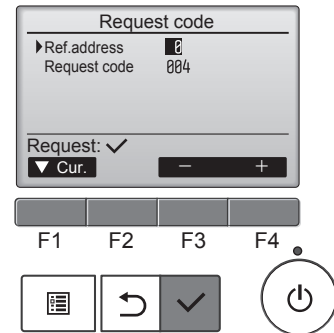 Request code
Ref.address 0
Request code 004
Request: ✓
▼ Cur. − +
F1 F2 F3 F4